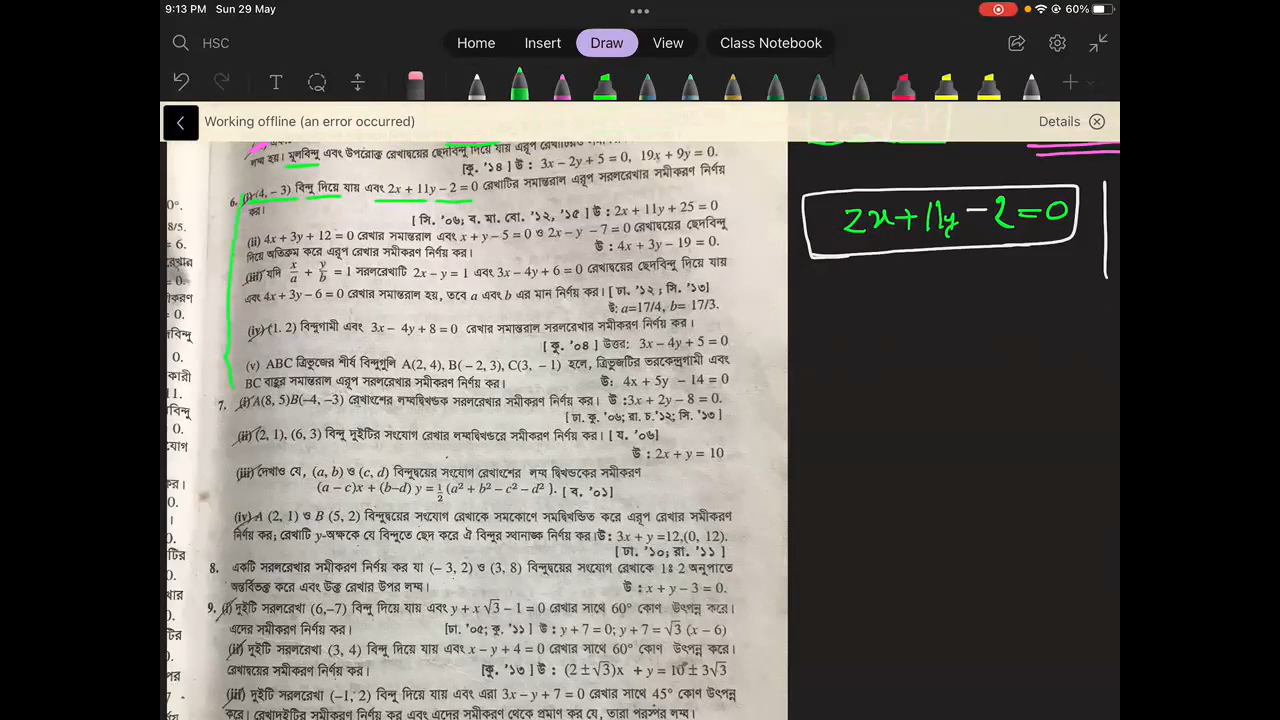 9:13 PM Sun 29 May
60%
HSC
Home Insert Draw View Class Notebook
Working offline (an error occurred)
Details
লম্ব হয়। মূলবিন্দু এবং উপরোক্ত রেখাদ্বয়ের ছেদবিন্দু দিয়ে যায় এরূপ
[কু. '১৪] উ : 3x – 2y + 5 = 0, 19x + 9y = 0.
6. (i) (4, – 3) বিন্দু দিয়ে যায় এবং 2x + 11y – 2 = 0 রেখাটির সমান্তরাল এরূপ সরলরেখার সমীকরণ নির্ণয়
কর।
[ সি. '০৬; ব. মা. বো. '১২, '১৫ ] উ : 2x + 11y + 25 = 0
(ii) 4x + 3y + 12 = 0 রেখার সমান্তরাল এবং x + y – 5 = 0 ও 2x – y – 7 = 0 রেখাদ্বয়ের ছেদবিন্দু
দিয়ে অতিক্রম করে এরূপ রেখার সমীকরণ নির্ণয় কর।
উ : 4x + 3y – 19 = 0.
(iii) যদি x/a + y/b = 1 সরলরেখাটি 2x – y = 1 এবং 3x – 4y + 6 = 0 রেখাদ্বয়ের ছেদবিন্দু দিয়ে যায়
এবং 4x + 3y – 6 = 0 রেখার সমান্তরাল হয়, তবে a এবং b এর মান নির্ণয় কর। [ ঢা. '১২ ; সি. '১৩]
উ: a=17/4, b= 17/3.
(iv) (1. 2) বিন্দুগামী এবং 3x – 4y + 8 = 0 রেখার সমান্তরাল সরলরেখার সমীকরণ নির্ণয় কর।
[ কু. '০৪ ] উত্তর: 3x – 4y + 5 = 0
(v) ABC ত্রিভুজের শীর্ষ বিন্দুগুলি A(2, 4), B(– 2, 3), C(3, – 1) হলে, ত্রিভুজটির ভরকেন্দ্রগামী এবং
BC বাহুর সমান্তরাল এরূপ সরলরেখার সমীকরণ নির্ণয় কর।
উ: 4x + 5y – 14 = 0
7. (i) A(8, 5)B(–4, –3) রেখাংশের লম্বদ্বিখন্ডক সরলরেখার সমীকরণ নির্ণয় কর। উ :3x + 2y – 8 = 0.
[ঢা. কু. '০৬; রা. চ.'১২; সি. '১৩]
(ii) (2, 1), (6, 3) বিন্দু দুইটির সংযোগ রেখার লম্বদ্বিখন্ডরে সমীকরণ নির্ণয় কর। [ য. '০৬]
উ : 2x + y = 10
(iii) দেখাও যে, (a, b) ও (c, d) বিন্দুদ্বয়ের সংযোগ রেখাংশের লম্ব দ্বিখন্ডকের সমীকরণ
(a – c)x + (b–d) y = 1/2 (a² + b² – c² – d² ). [ ব. '০১]
(iv) A (2, 1) ও B (5, 2) বিন্দুদ্বয়ের সংযোগ রেখাকে সমকোণে সমদ্বিখন্ডিত করে এরূপ রেখার সমীকরণ
নির্ণয় কর; রেখাটি y-অক্ষকে যে বিন্দুতে ছেদ করে ঐ বিন্দুর স্থানাঙ্ক নির্ণয় কর।উ: 3x + y =12,(0, 12).
[ ঢা. '১০; রা. '১১ ]
8. একটি সরলরেখার সমীকরণ নির্ণয় কর যা (– 3, 2) ও (3, 8) বিন্দুদ্বয়ের সংযোগ রেখাকে 1ঃ 2 অনুপাতে
অন্তর্বিভক্ত করে এবং উক্ত রেখার উপর লম্ব।
উ : x + y – 3 = 0.
9. (i) দুইটি সরলরেখা (6,–7) বিন্দু দিয়ে যায় এবং y + x √3 – 1 = 0 রেখার সাথে 60° কোণ উৎপন্ন করে।
এদের সমীকরণ নির্ণয় কর।
[ঢা. '০৫; কু. '১১ ] উ : y + 7 = 0; y + 7 = √3 (x – 6)
(ii) দুইটি সরলরেখা (3, 4) বিন্দু দিয়ে যায় এবং x – y + 4 = 0 রেখার সাথে 60° কোণ উৎপন্ন করে।
রেখাদ্বয়ের সমীকরণ নির্ণয় কর।
[কু. '১৩] উ : (2 ± √3)x + y = 10 ± 3√3
(iii) দুইটি সরলরেখা (–1, 2) বিন্দু দিয়ে যায় এবং এরা 3x – y + 7 = 0 রেখার সাথে 45° কোণ উৎপন্ন
করে। রেখাদুইটির সমীকরণ নির্ণয় কর এবং এদের সমীকরণ থেকে প্রমাণ কর যে, তারা পরস্পর লম্ব।
2x + 11y – 2 = 0